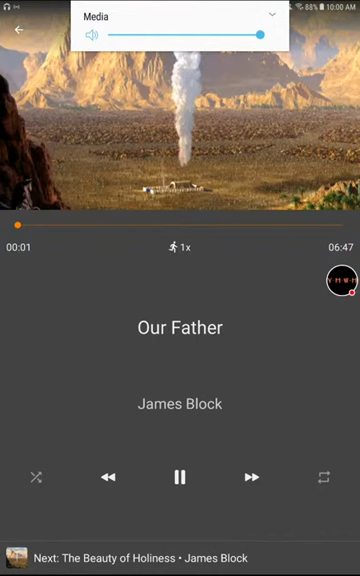 88% 10:00 AM
Media
00:01
1x
06:47
Y-H-W-H
Our Father
James Block
Next: The Beauty of Holiness • James Block